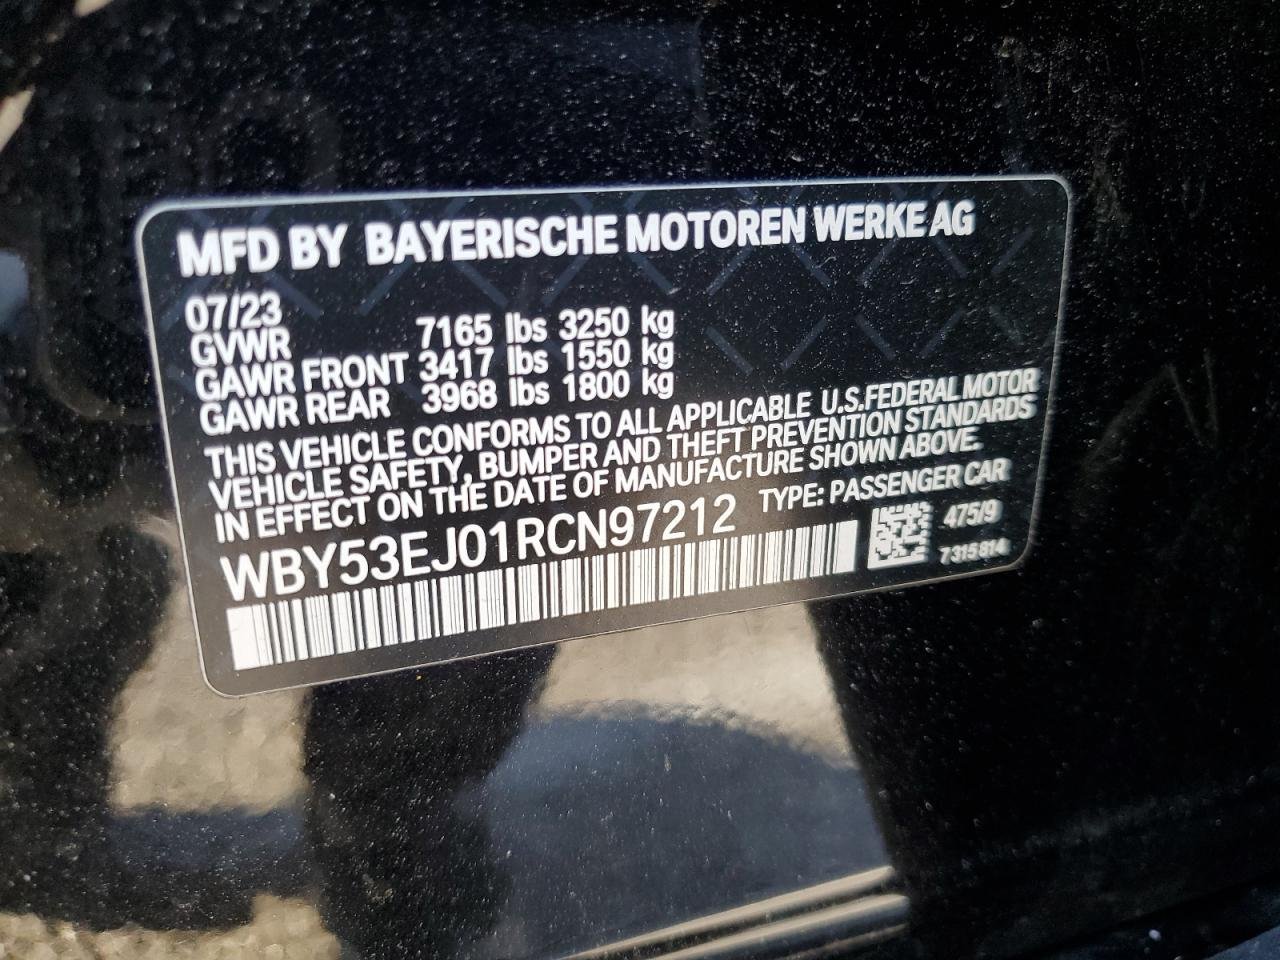 MFD BY BAYERISCHE MOTOREN WERKE AG
07/23
GVWR 7165 lbs 3250 kg
GAWR FRONT 3417 lbs 1550 kg
GAWR REAR 3968 lbs 1800 kg
THIS VEHICLE CONFORMS TO ALL APPLICABLE U.S.FEDERAL MOTOR
VEHICLE SAFETY, BUMPER AND THEFT PREVENTION STANDARDS
IN EFFECT ON THE DATE OF MANUFACTURE SHOWN ABOVE.
WBY53EJ01RCN97212 TYPE: PASSENGER CAR
475/9
7315814